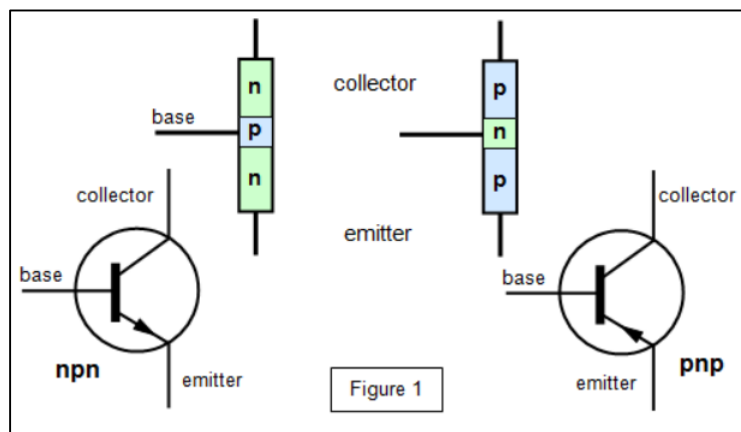 n
p
n
base
collector
emitter
p
n
p
collector
base
emitter
npn
collector
base
emitter
pnp
Figure 1